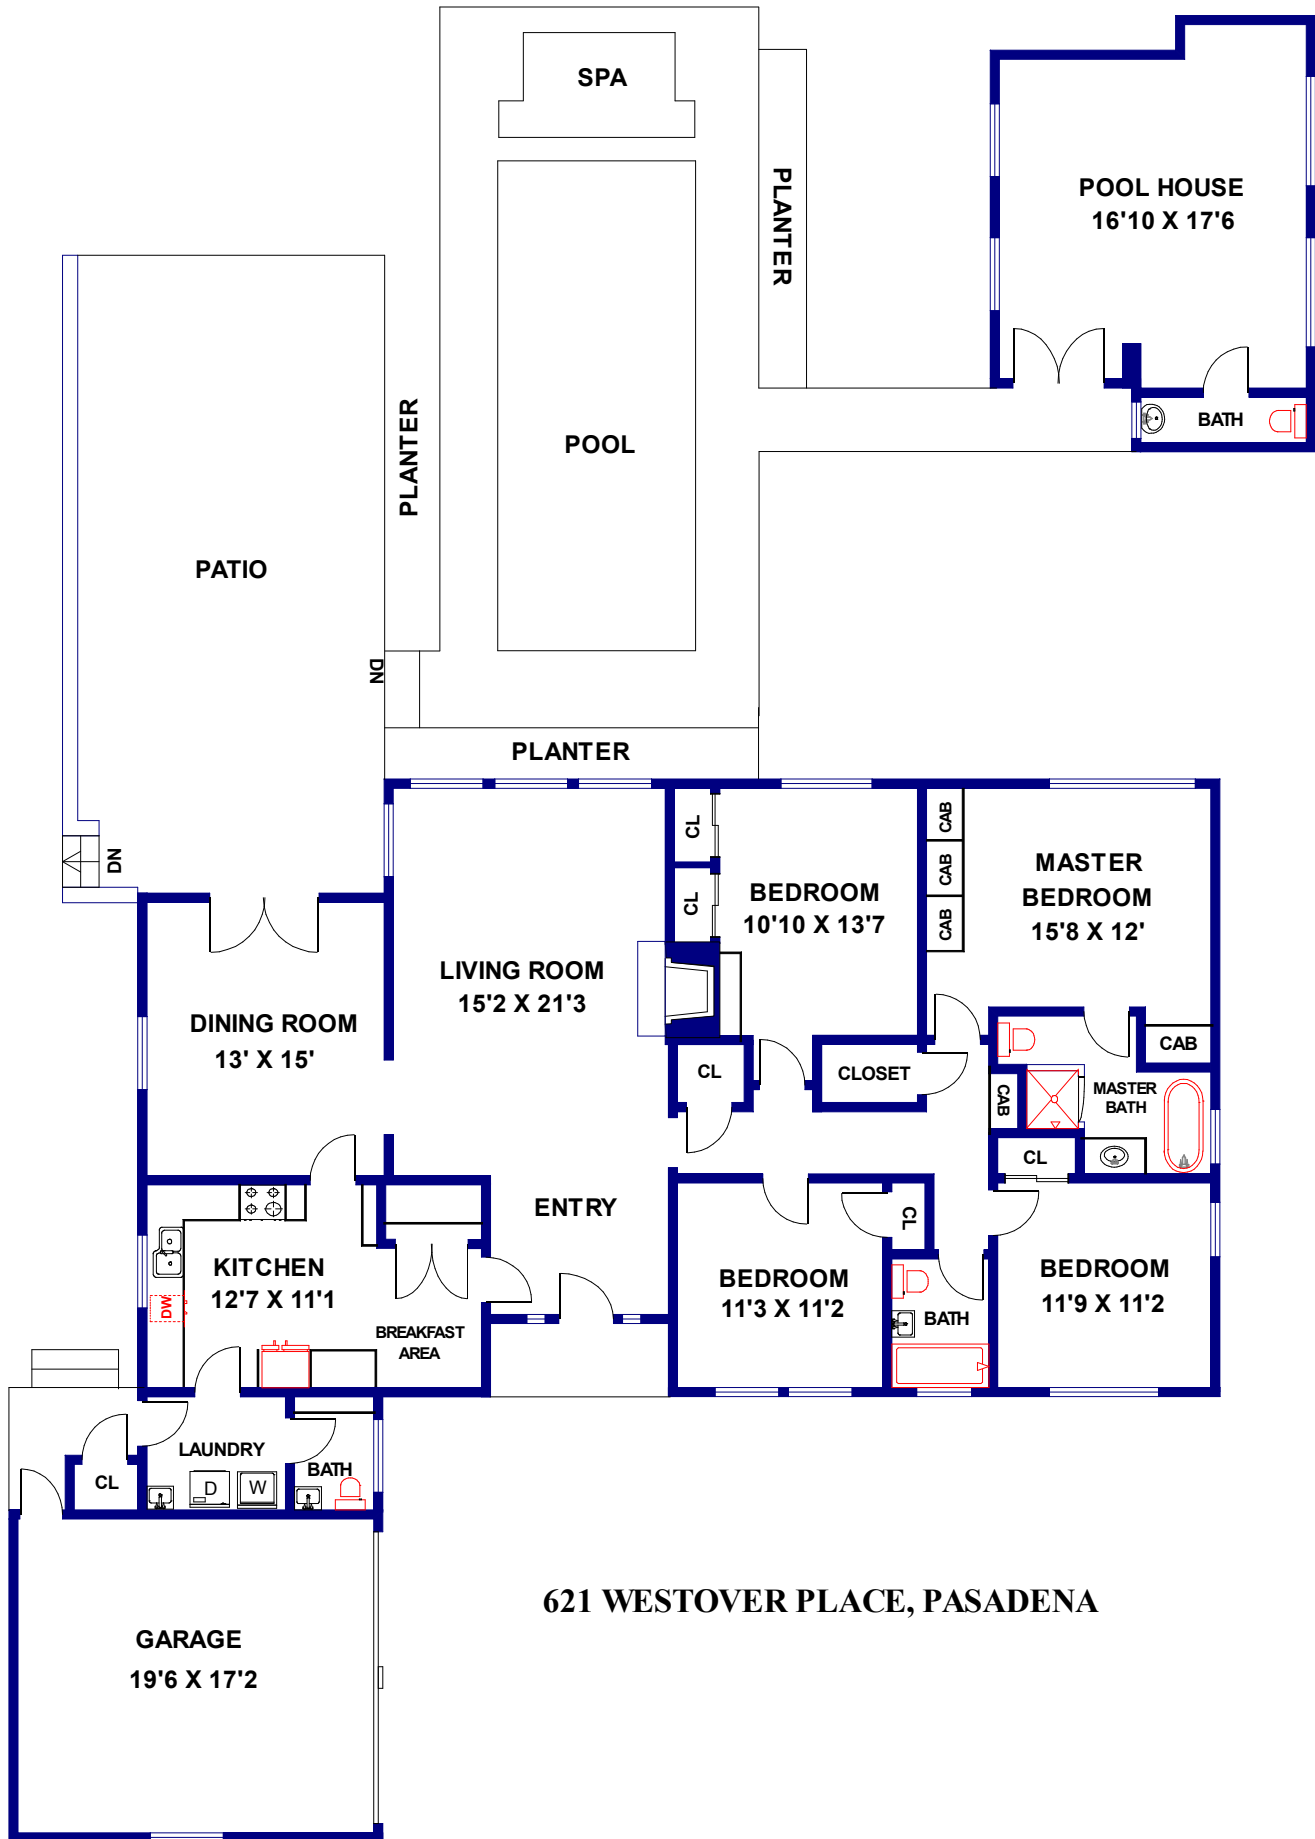 SPA
PLANTER
POOL HOUSE
16'10 X 17'6
BATH
PLANTER
POOL
PATIO
DN
PLANTER
DN
CL
CL
BEDROOM
10'10 X 13'7
CAB
CAB
CAB
MASTER
BEDROOM
15'8 X 12'
LIVING ROOM
15'2 X 21'3
DINING ROOM
13' X 15'
CL
CLOSET
CAB
CAB
MASTER
BATH
CL
ENTRY
CL
KITCHEN
12'7 X 11'1
DW
BREAKFAST
AREA
BEDROOM
11'3 X 11'2
BATH
BEDROOM
11'9 X 11'2
LAUNDRY
CL
D
W
BATH
GARAGE
19'6 X 17'2
621 WESTOVER PLACE, PASADENA